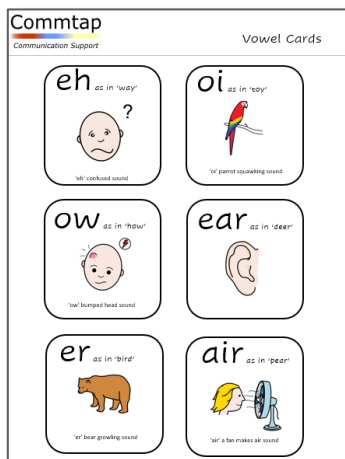 Commtap
Communication Support
Vowel Cards
eh as in 'way'
?
'eh' confused sound
oi as in 'toy'
'oi' parrot squawking sound
ow as in 'how'
'ow' bumped head sound
ear as in 'deer'
er as in 'bird'
'er' bear growling sound
air as in 'pear'
'air' a fan makes air sound